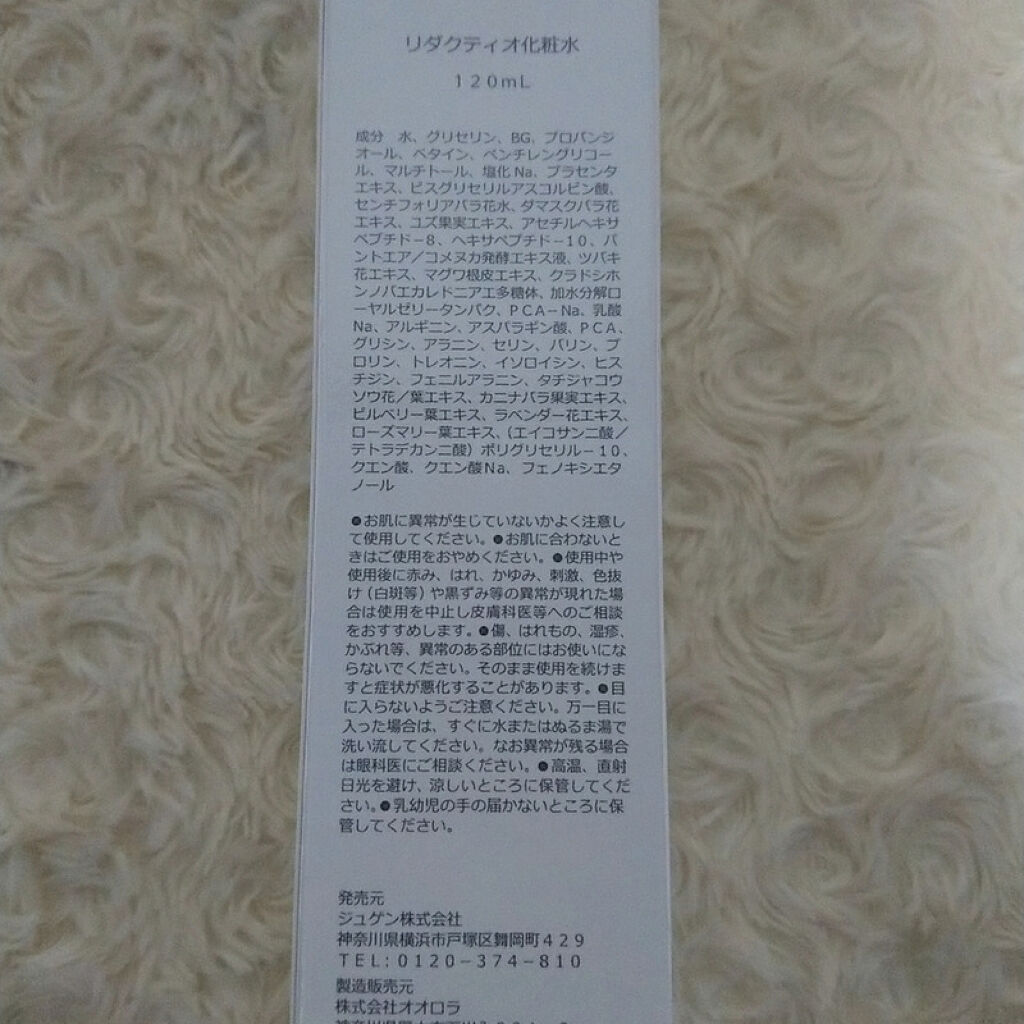 リダクティオ化粧水
120mL
成分 水、グリセリン、BG、プロパンジ
オール、ベタイン、ペンチレングリコー
ル、マルチトール、塩化Na、プラセンタ
エキス、ビスグリセリルアスコルビン酸、
センチフォリアバラ花水、ダマスクバラ花
エキス、ユズ果実エキス、アセチルヘキサ
ペプチド－8、ヘキサペプチド－10、パ
ントエア／コメヌカ発酵エキス液、ツバキ
花エキス、マグワ根皮エキス、クラドシホ
ンノバエカレドニアエ多糖体、加水分解ロ
ーヤルゼリータンパク、PCA－Na、乳酸
Na、アルギニン、アスパラギン酸、PCA、
グリシン、アラニン、セリン、バリン、プ
ロリン、トレオニン、イソロイシン、ヒス
チジン、フェニルアラニン、タチジャコウ
ソウ花／葉エキス、カニナバラ果実エキス、
ビルベリー葉エキス、ラベンダー花エキス、
ローズマリー葉エキス、（エイコサン二酸／
テトラデカン二酸）ポリグリセリル－10、
クエン酸、クエン酸Na、フェノキシエタ
ノール
●お肌に異常が生じていないかよく注意し
て使用してください。●お肌に合わないと
きはご使用をおやめください。●使用中や
使用後に赤み、はれ、かゆみ、刺激、色抜
け（白斑等）や黒ずみ等の異常が現れた場
合は使用を中止し皮膚科医等へのご相談
をおすすめします。●傷、はれもの、湿疹、
かぶれ等、異常のある部位にはお使いにな
らないでください。そのまま使用を続けま
すと症状が悪化することがあります。●目
に入らないようご注意ください。万一目に
入った場合は、すぐに水またはぬるま湯で
洗い流してください。なお異常が残る場合
は眼科医にご相談ください。●高温、直射
日光を避け、涼しいところに保管してくだ
さい。●乳幼児の手の届かないところに保
管してください。
発売元
ジュゲン株式会社
神奈川県横浜市戸塚区舞岡町429
TEL：0120－374－810
製造販売元
株式会社オオロラ